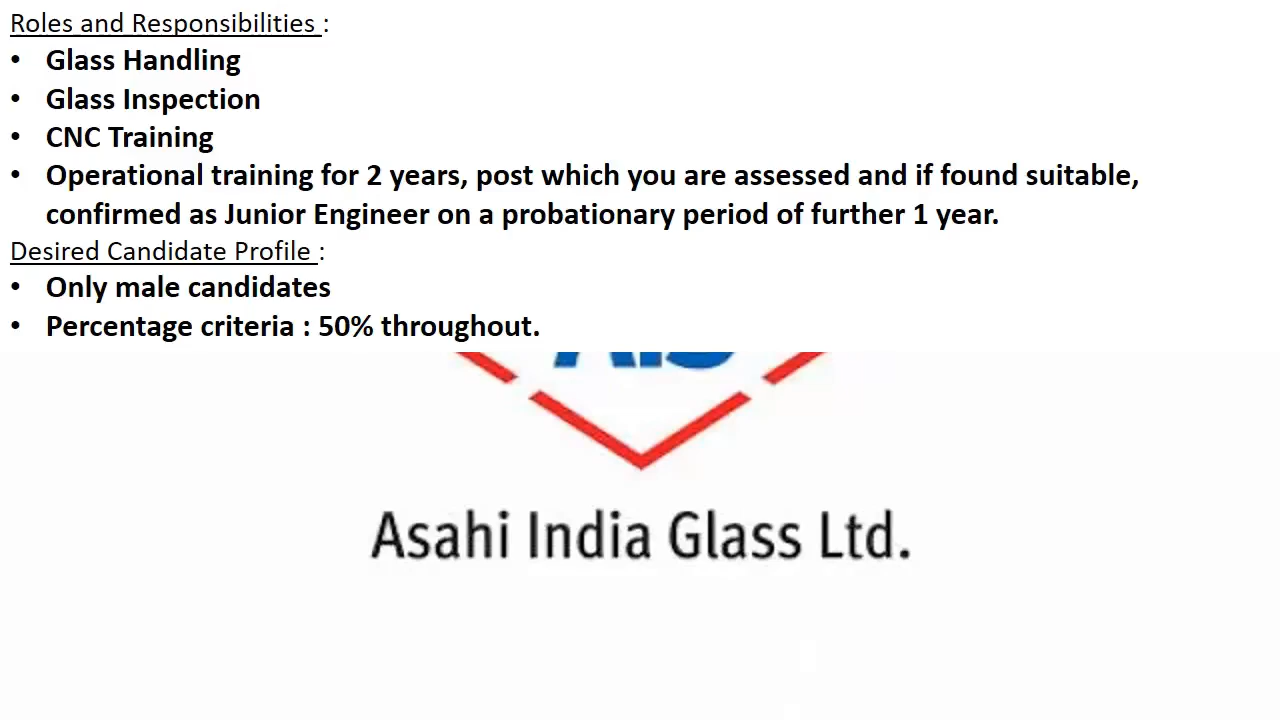 Roles and Responsibilities :
• Glass Handling
• Glass Inspection
• CNC Training
• Operational training for 2 years, post which you are assessed and if found suitable,
confirmed as Junior Engineer on a probationary period of further 1 year.
Desired Candidate Profile :
• Only male candidates
• Percentage criteria : 50% throughout.
Asahi India Glass Ltd.